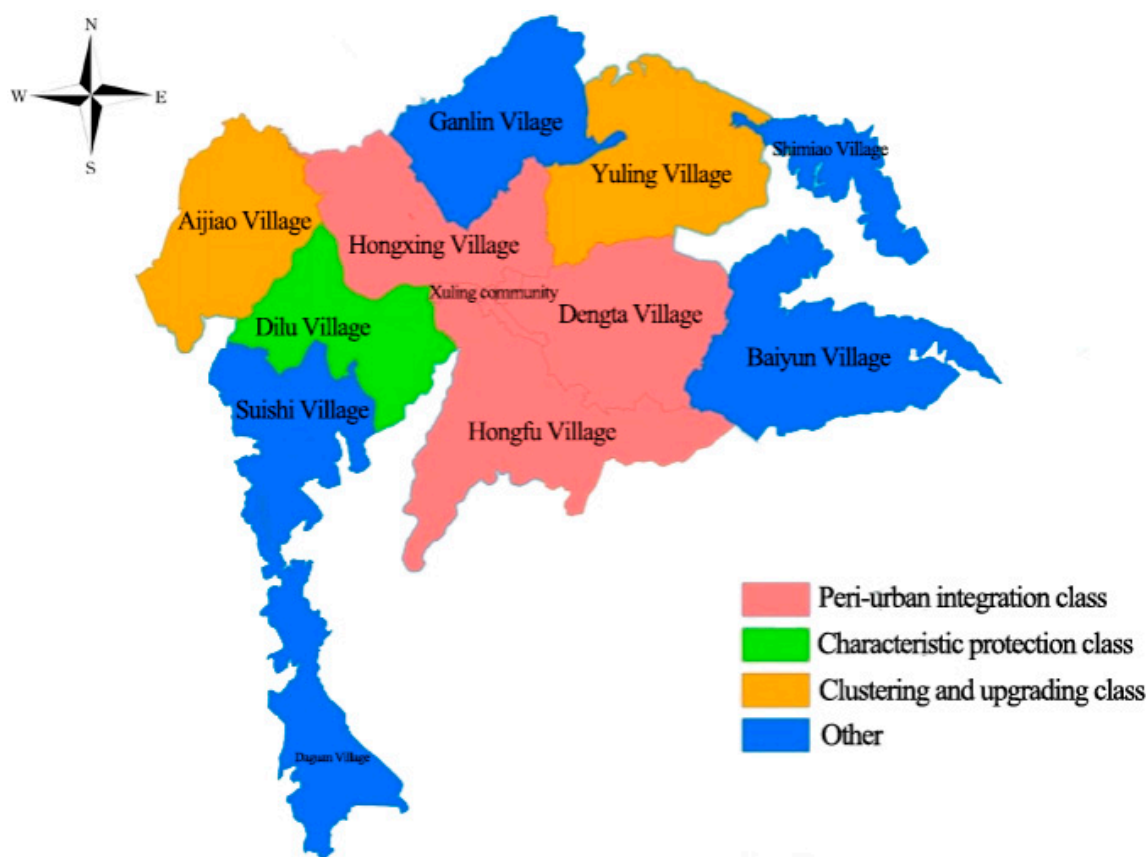 N
W
E
S
Ganlin Vilage
Yuling Village
Shimiao Village
Aijiao Village
Hongxing Village
Xuling community
Dilu Village
Dengta Village
Baiyun Village
Suishi Village
Hongfu Village
Daguan Village
Peri-urban integration class
Characteristic protection class
Clustering and upgrading class
Other